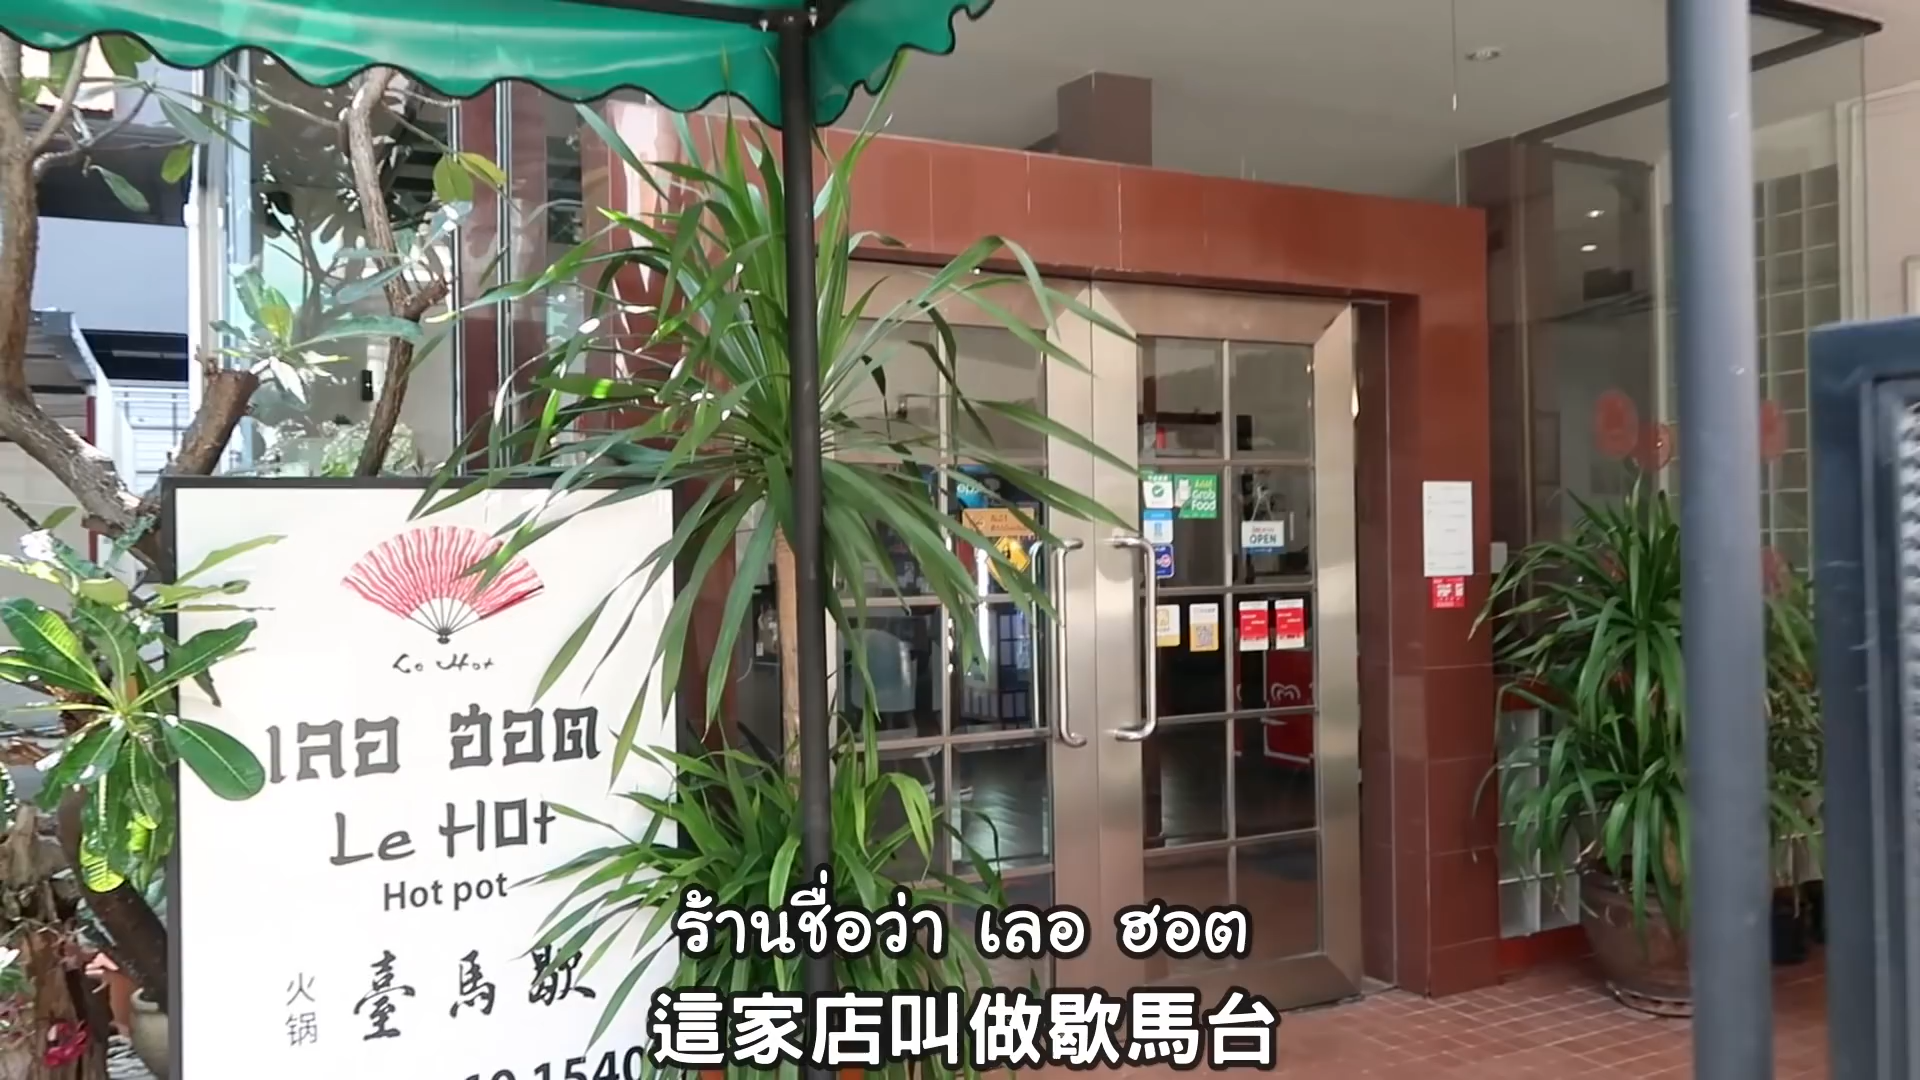 Le Hot
เลอ ฮอต
Le Hot
Hot pot
火锅
臺馬歇
Grab
Food
OPEN
ร้านชื่อว่า เลอ ฮอต
這家店叫做歇馬台